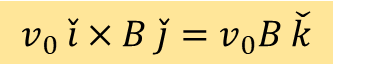 v₀ ǐ × B ǰ = v₀B ǩ